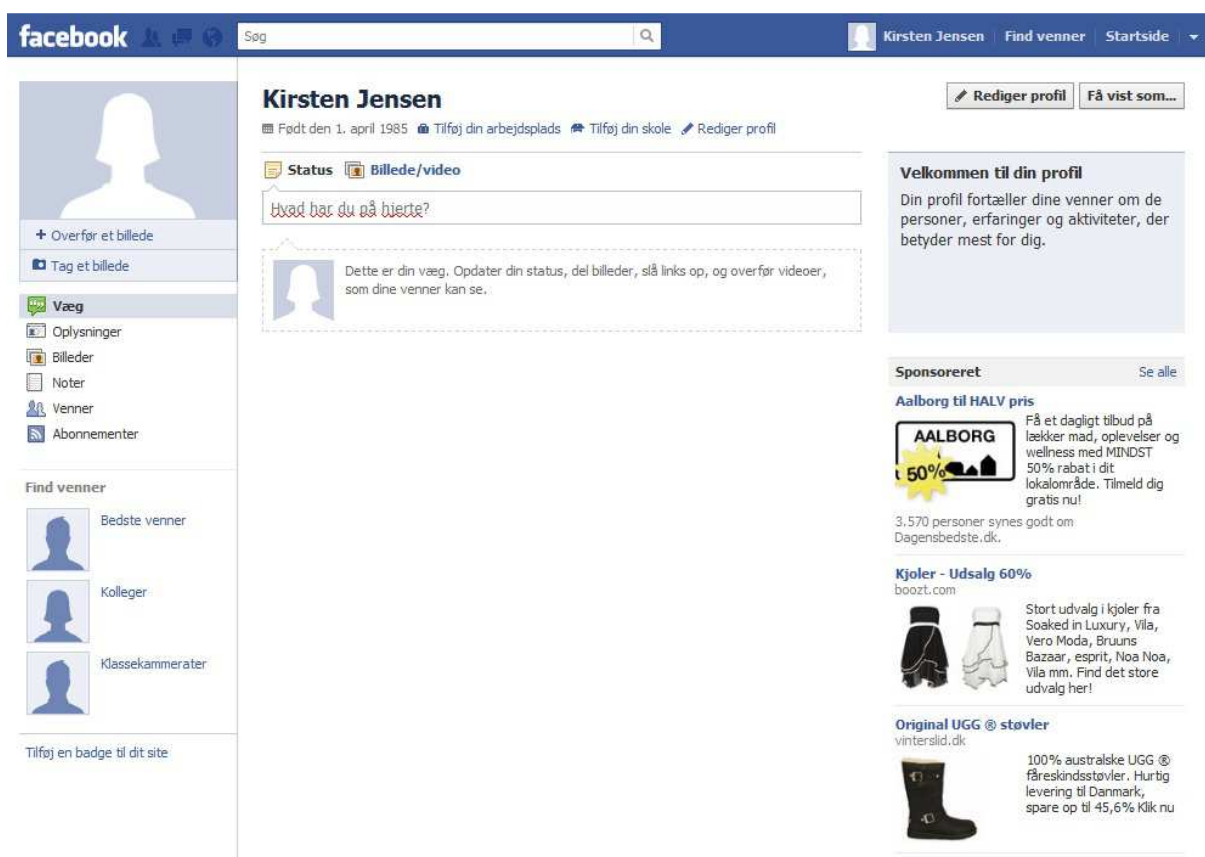 facebook
Søg
Kirsten Jensen
Find venner
Startside
Kirsten Jensen
Rediger profil
Få vist som...
Født den 1. april 1985 Tilføj din arbejdsplads Tilføj din skole Rediger profil
Status Billede/video
Hvad har du på hjerte?
Dette er din væg. Opdater din status, del billeder, slå links op, og overfør videoer,
som dine venner kan se.
+ Overfør et billede
Tag et billede
Væg
Oplysninger
Billeder
Noter
Venner
Abonnementer
Find venner
Bedste venner
Kolleger
Klassekammerater
Tilføj en badge til dit site
Velkommen til din profil
Din profil fortæller dine venner om de
personer, erfaringer og aktiviteter, der
betyder mest for dig.
Sponsoreret
Se alle
Aalborg til HALV pris
AALBORG
50%
Få et dagligt tilbud på
lækker mad, oplevelser og
wellness med MINDST
50% rabat i dit
lokalområde. Tilmeld dig
gratis nu!
3.570 personer synes godt om
Dagensbedste.dk.
Kjoler - Udsalg 60%
boozt.com
Stort udvalg i kjoler fra
Soaked in Luxury, Vila,
Vero Moda, Bruuns
Bazaar, esprit, Noa Noa,
Vila mm. Find det store
udvalg her!
Original UGG ® støvler
vinterslid.dk
100% australske UGG ®
fåreskindsstøvler. Hurtig
levering til Danmark,
spare op til 45,6% Klik nu